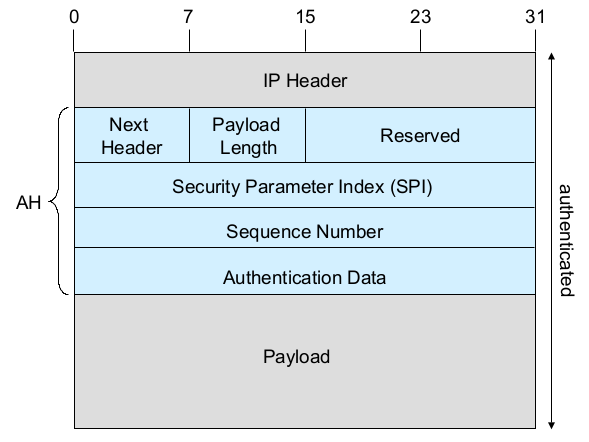 0 7 15 23 31
IP Header
Next Header
Payload Length
Reserved
AH
Security Parameter Index (SPI)
Sequence Number
Authentication Data
Payload
authenticated